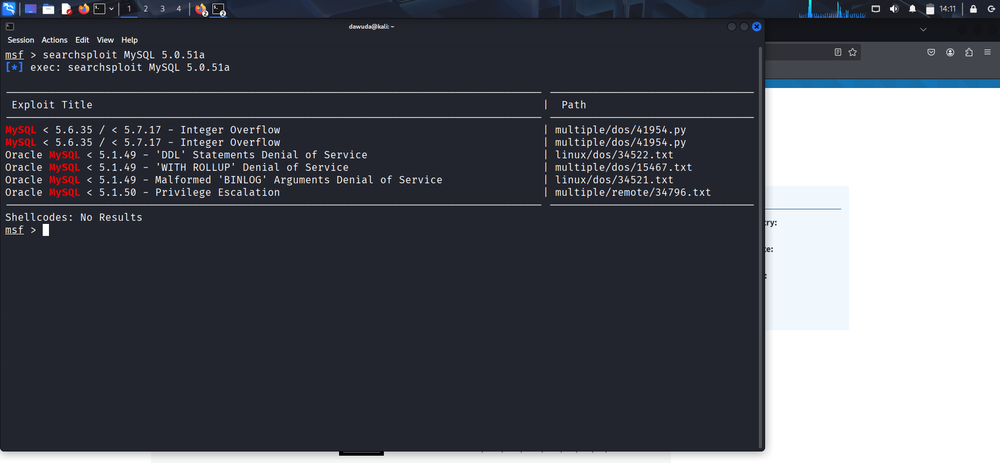 1 2 3 4 2 2 14:11
dawuda@kali: ~
Session Actions Edit View Help
msf > searchsploit MySQL 5.0.51a
[*] exec: searchsploit MySQL 5.0.51a
Exploit Title | Path
MySQL < 5.6.35 / < 5.7.17 - Integer Overflow | multiple/dos/41954.py
MySQL < 5.6.35 / < 5.7.17 - Integer Overflow | multiple/dos/41954.py
Oracle MySQL < 5.1.49 - 'DDL' Statements Denial of Service | linux/dos/34522.txt
Oracle MySQL < 5.1.49 - 'WITH ROLLUP' Denial of Service | multiple/dos/15467.txt
Oracle MySQL < 5.1.49 - Malformed 'BINLOG' Arguments Denial of Service | linux/dos/34521.txt
Oracle MySQL < 5.1.50 - Privilege Escalation | multiple/remote/34796.txt
Shellcodes: No Results
msf >
try:
te:
: